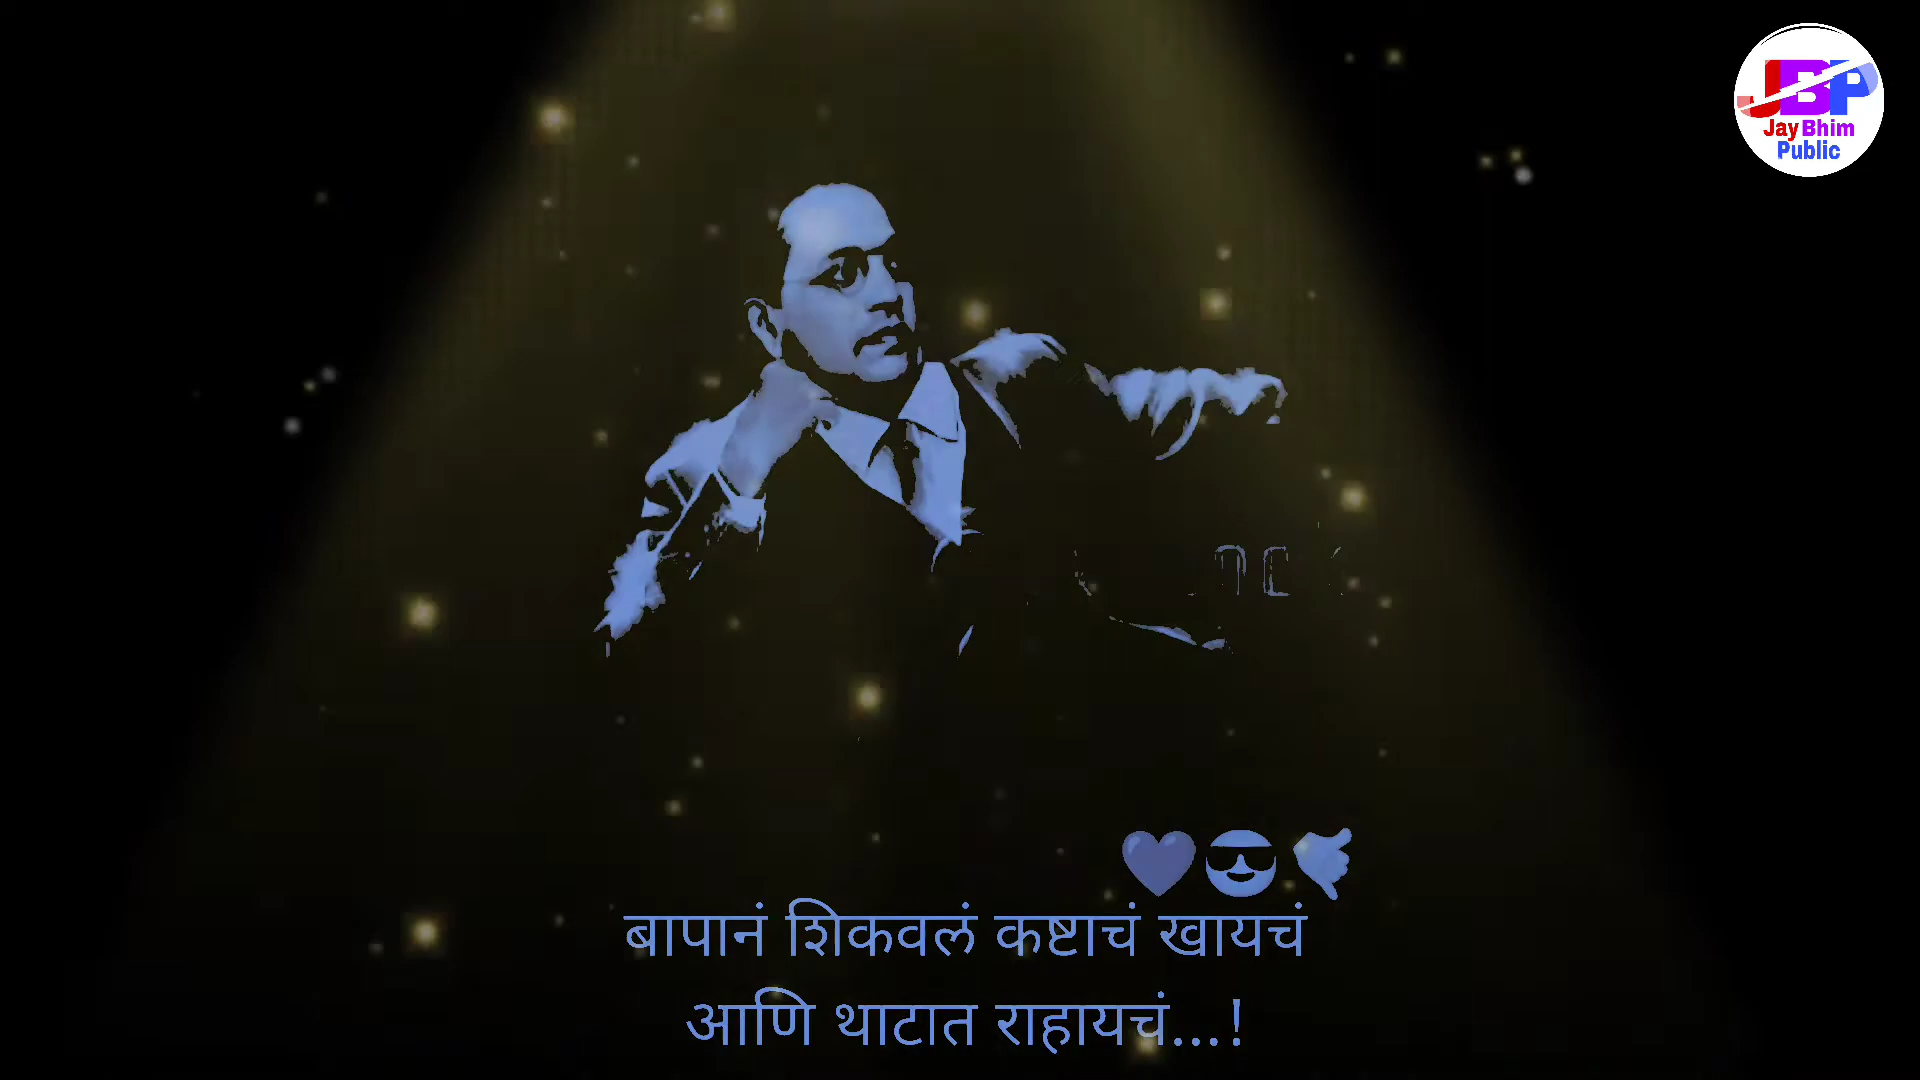 JBP
Jay Bhim
Public
💜😎🤙
बापानं शिकवलं कष्टाचं खायचं
आणि थाटात राहायचं...!